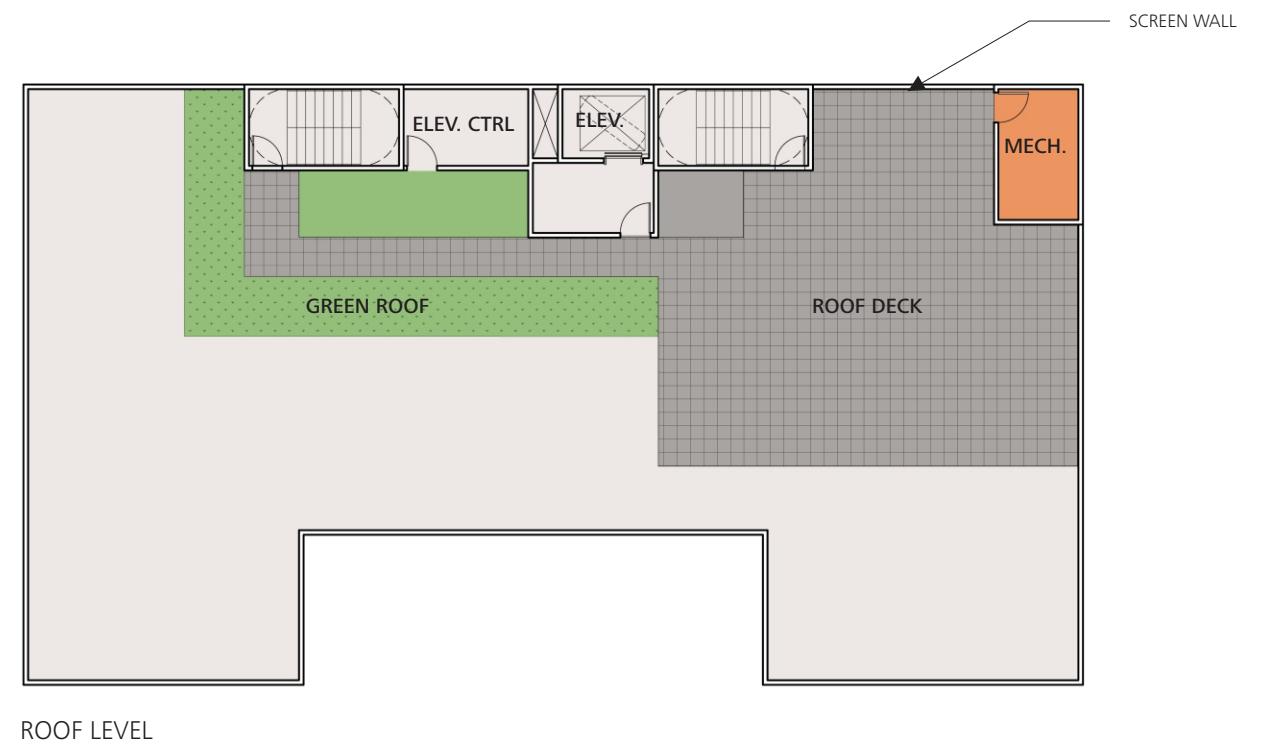 SCREEN WALL
ELEV. CTRL
ELEV.
MECH.
GREEN ROOF
ROOF DECK
ROOF LEVEL